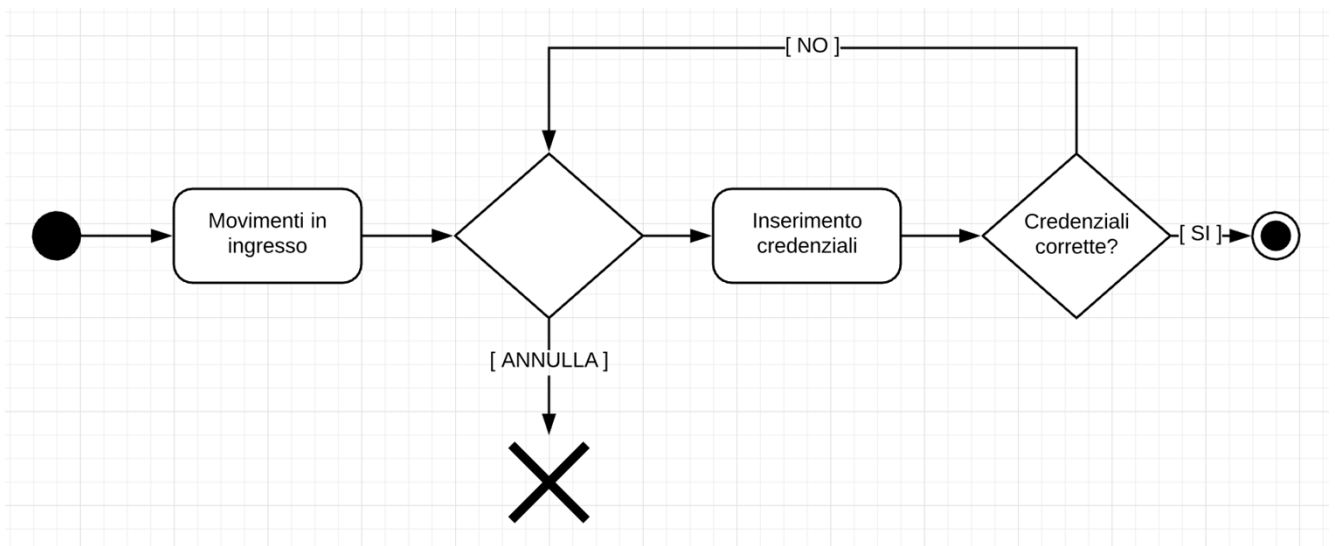 [ NO ]
Movimenti in
ingresso
Inserimento
credenziali
Credenziali
corrette?
[ SI ]
[ ANNULLA ]